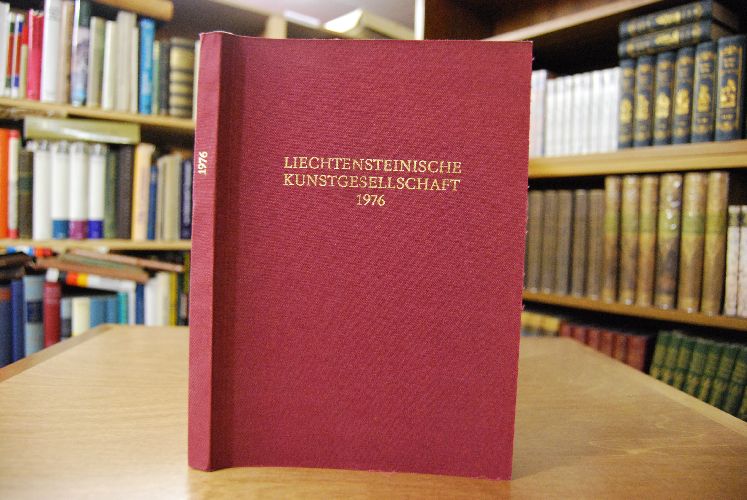 1976
LIECHTENSTEINISCHE
KUNSTGESELLSCHAFT
1976